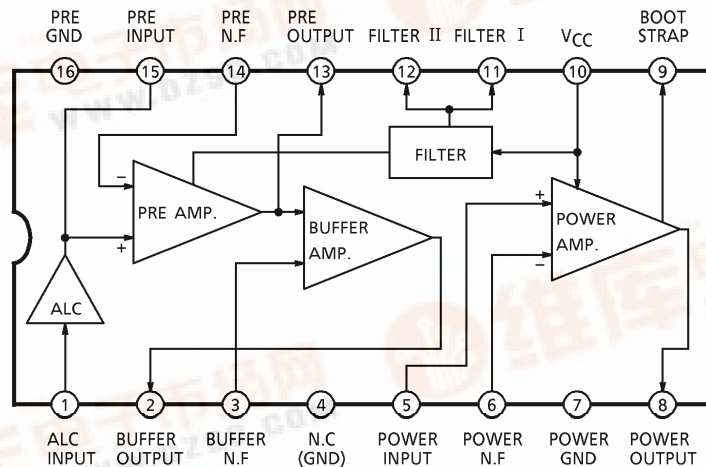 PRE GND
PRE INPUT
PRE N.F
PRE OUTPUT
FILTER II
FILTER I
VCC
BOOT STRAP
16
15
14
13
12
11
10
9
FILTER
−
PRE AMP.
+
BUFFER AMP.
+
POWER AMP.
−
ALC
1
2
3
4
5
6
7
8
ALC INPUT
BUFFER OUTPUT
BUFFER N.F
N.C (GND)
POWER INPUT
POWER N.F
POWER GND
POWER OUTPUT